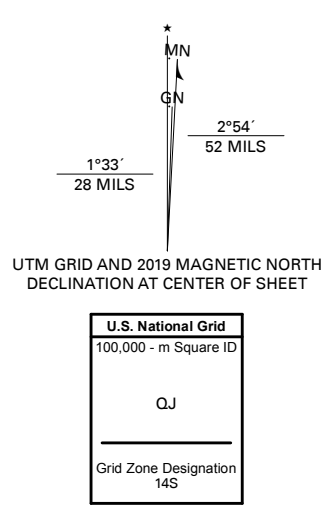 ★
MN
GN
2°54´
52 MILS
1°33´
28 MILS
UTM GRID AND 2019 MAGNETIC NORTH
DECLINATION AT CENTER OF SHEET
U.S. National Grid
100,000 - m Square ID
QJ
Grid Zone Designation
14S